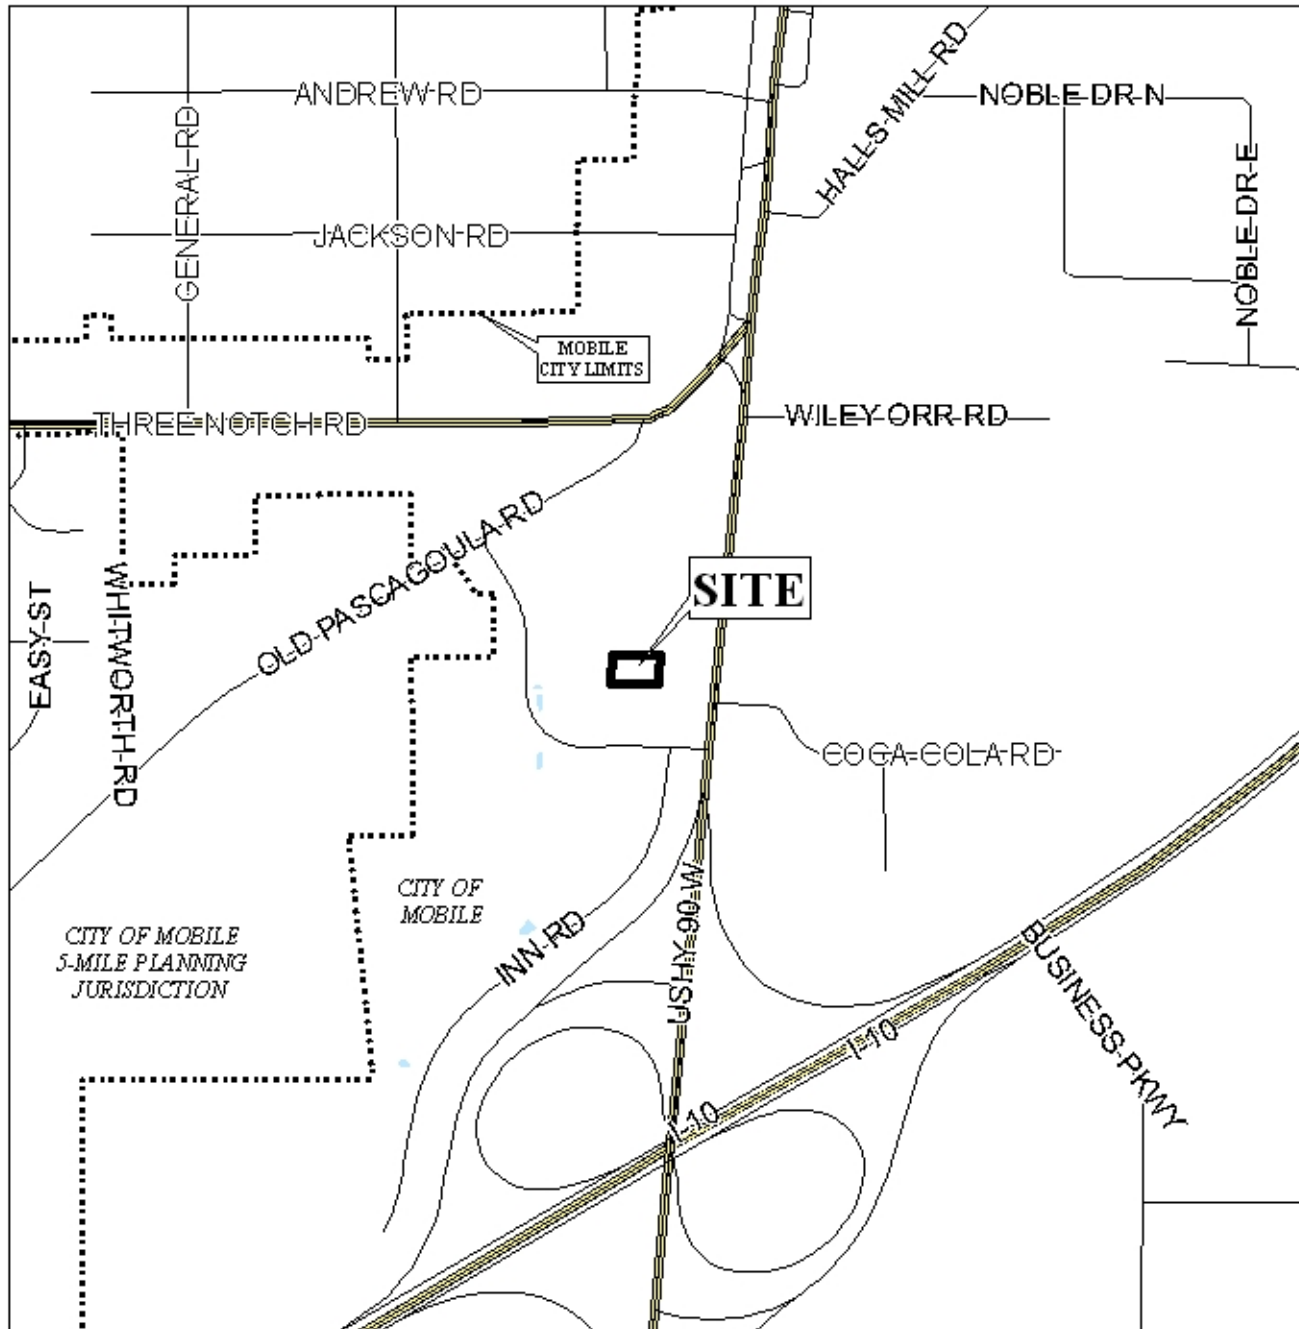 ANDREW RD
NOBLE DR N
HALLS MILL RD
GENERAL RD
NOBLE DR E
JACKSON RD
MOBILE
CITY LIMITS
THREE NOTCH RD
WILEY ORR RD
OLD PASCAGOULA RD
SITE
EASY ST
WHITWORTH RD
COCA COLA RD
CITY OF
MOBILE
USHY 90 W
INN RD
CITY OF MOBILE
5-MILE PLANNING
JURISDICTION
BUSINESS PKWY
I-10
I-10